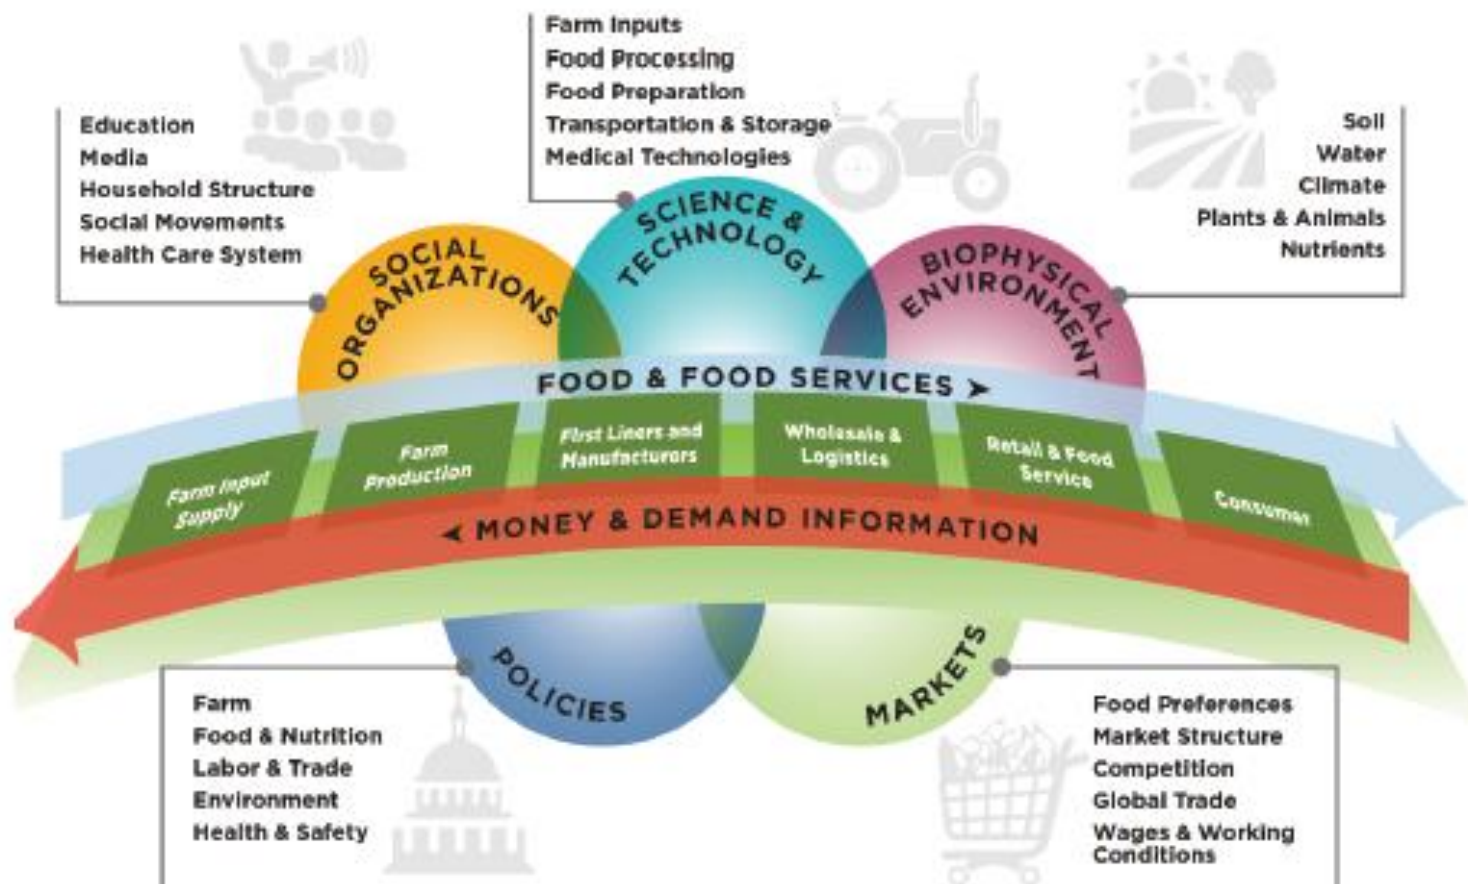 Farm Inputs
Food Processing
Food Preparation
Transportation & Storage
Medical Technologies
Education
Media
Household Structure
Social Movements
Health Care System
Soil
Water
Climate
Plants & Animals
Nutrients
SOCIAL
ORGANIZATIONS
SCIENCE &
TECHNOLOGY
BIOPHYSICAL
ENVIRONMENT
FOOD & FOOD SERVICES ➤
Farm Input
Supply
Farm
Production
First Liners and
Manufacturors
Wholesale &
Logistics
Retail & Food
Service
Consumer
◄ MONEY & DEMAND INFORMATION
POLICIES
MARKETS
Farm
Food & Nutrition
Labor & Trade
Environment
Health & Safety
Food Preferences
Market Structure
Competition
Global Trade
Wages & Working
Conditions